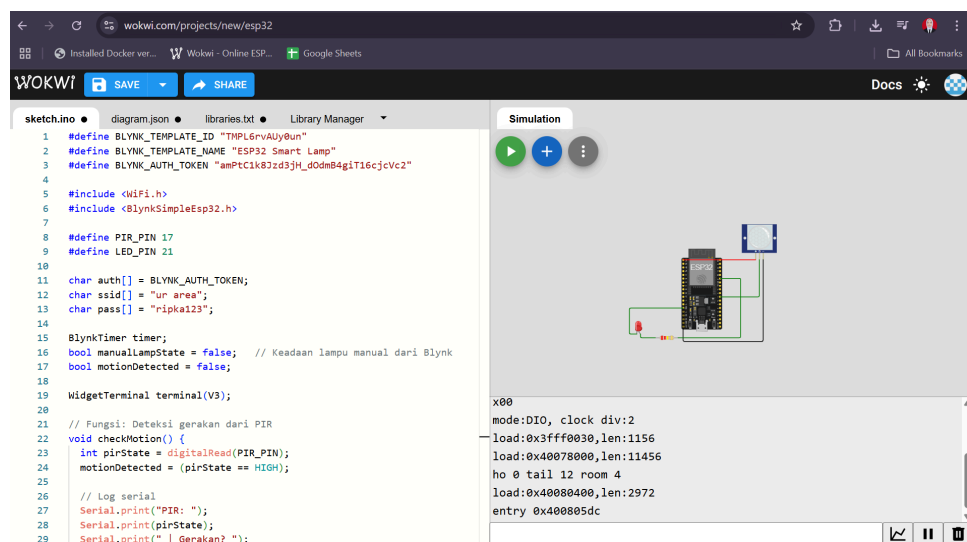 wokwi.com/projects/new/esp32
Installed Docker ver...
Wokwi - Online ESP...
Google Sheets
All Bookmarks
WOKWI
SAVE
SHARE
Docs
sketch.ino ●
diagram.json ●
libraries.txt ●
Library Manager
Simulation
1 #define BLYNK_TEMPLATE_ID "TMPL6rvAUy0un"
2 #define BLYNK_TEMPLATE_NAME "ESP32 Smart Lamp"
3 #define BLYNK_AUTH_TOKEN "amPtC1k8Jzd3jH_dOdmB4giT16cjcVc2"
4
5 #include <WiFi.h>
6 #include <BlynkSimpleEsp32.h>
7
8 #define PIR_PIN 17
9 #define LED_PIN 21
10
11 char auth[] = BLYNK_AUTH_TOKEN;
12 char ssid[] = "ur area";
13 char pass[] = "ripka123";
14
15 BlynkTimer timer;
16 bool manualLampState = false;   // Keadaan lampu manual dari Blynk
17 bool motionDetected = false;
18
19 WidgetTerminal terminal(V3);
20
21 // Fungsi: Deteksi gerakan dari PIR
22 void checkMotion() {
23   int pirState = digitalRead(PIR_PIN);
24   motionDetected = (pirState == HIGH);
25
26   // Log serial
27   Serial.print("PIR: ");
28   Serial.print(pirState);
29   Serial.print(" | Gerakan? ");
ESP32
x00
mode:DIO, clock div:2
load:0x3fff0030,len:1156
load:0x40078000,len:11456
ho 0 tail 12 room 4
load:0x40080400,len:2972
entry 0x400805dc